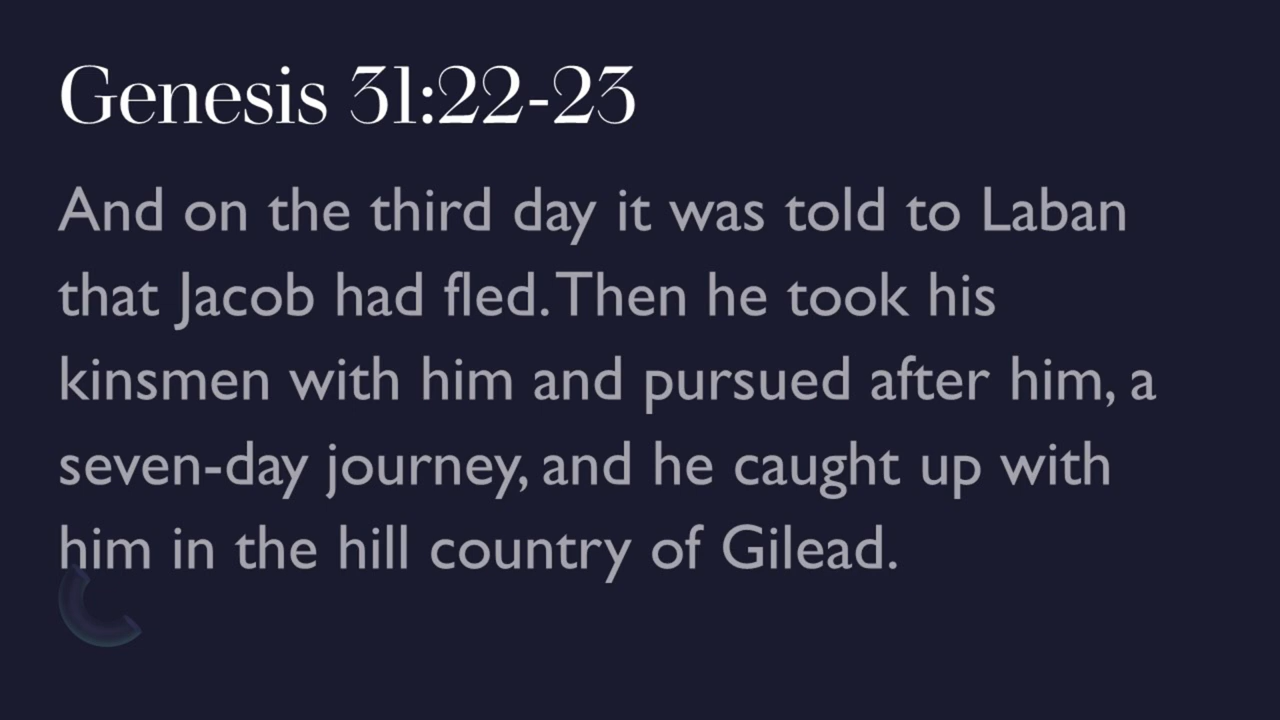 Genesis 31:22-23
And on the third day it was told to Laban
that Jacob had fled. Then he took his
kinsmen with him and pursued after him, a
seven-day journey, and he caught up with
him in the hill country of Gilead.